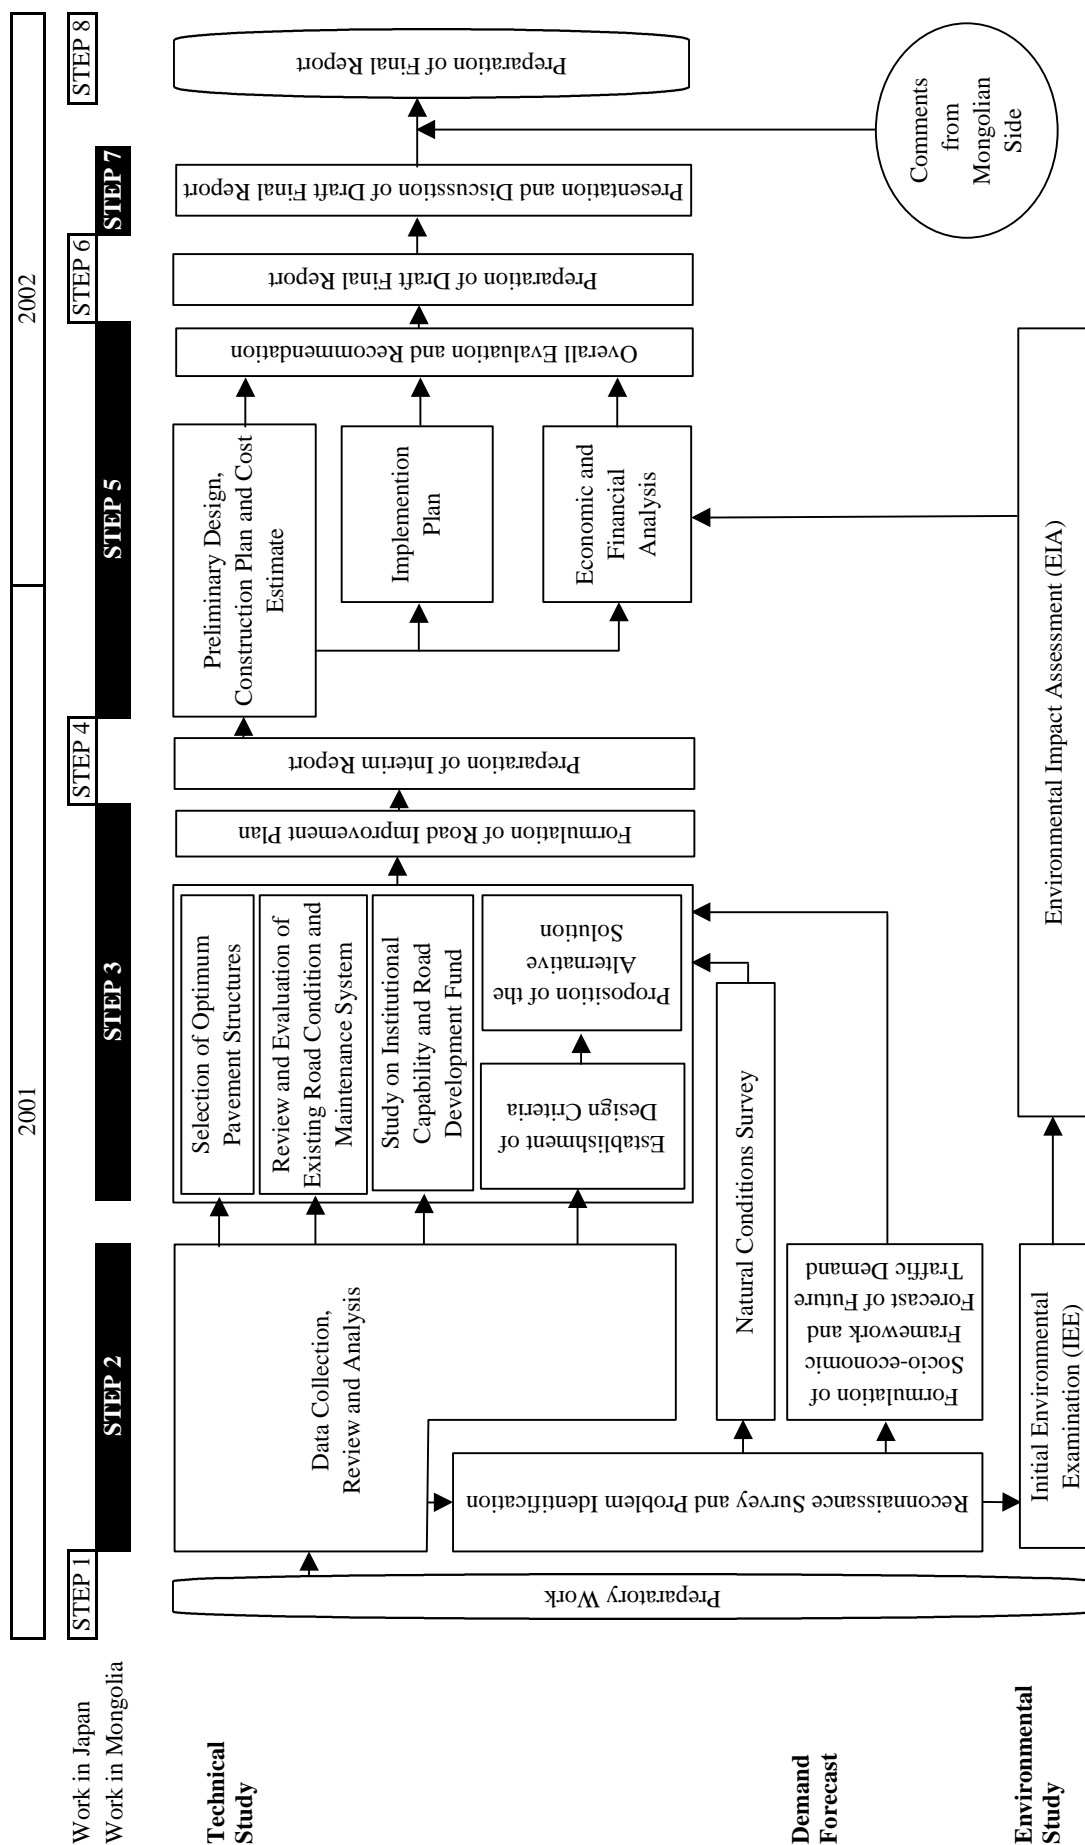 2001
2002
Work in Japan
STEP 1
STEP 4
STEP 6
STEP 8
Work in Mongolia
STEP 2
STEP 3
STEP 5
STEP 7
Technical
Study
Demand
Forecast
Environmental
Study
Preparatory Work
Data Collection,
Review and Analysis
Reconnaissance Survey and Problem Identification
Natural Conditions Survey
Formulation of
Socio-economic
Framework and
Forecast of Future
Traffic Demand
Initial Environmental
Examination (IEE)
Selection of Optimum
Pavement Structures
Review and Evaluation of
Existing Road Condition and
Maintenance System
Study on Institutional
Capability and Road
Development Fund
Establishment of
Design Criteria
Proposition of the
Alternative
Solution
Formulation of Road Improvement Plan
Preparation of Interim Report
Preliminary Design,
Construction Plan and Cost
Estimate
Implemention
Plan
Economic and
Financial
Analysis
Environmental Impact Assessment (EIA)
Overall Evaluation and Recommendation
Preparation of Draft Final Report
Presentation and Discusstion of Draft Final Report
Preparation of Final Report
Comments
from
Mongolian
Side